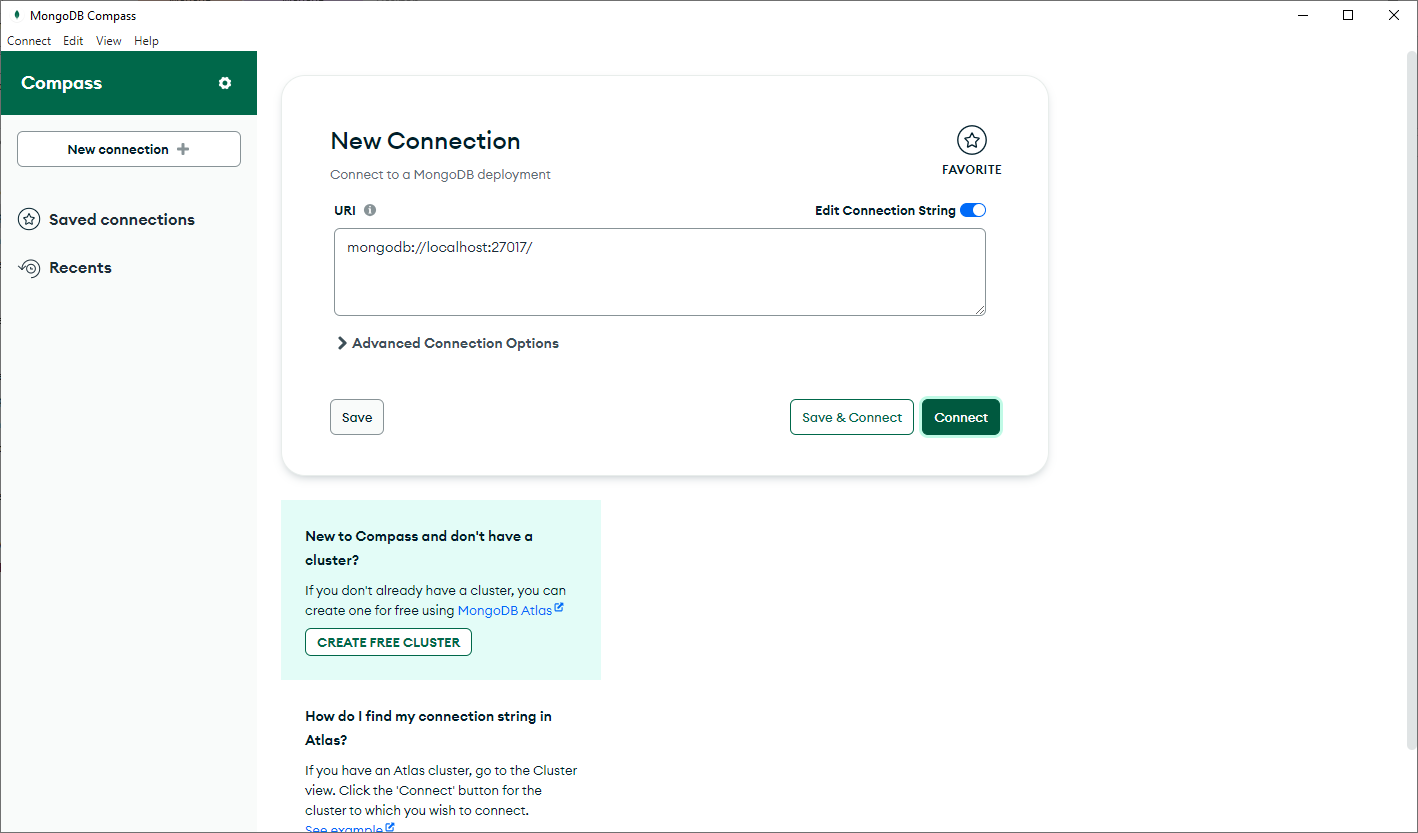 MongoDB Compass
Connect Edit View Help
Compass
New connection
Saved connections
Recents
New Connection
FAVORITE
Connect to a MongoDB deployment
URI
Edit Connection String
mongodb://localhost:27017/
Advanced Connection Options
Save
Save & Connect
Connect
New to Compass and don't have a
cluster?
If you don't already have a cluster, you can
create one for free using MongoDB Atlas
CREATE FREE CLUSTER
How do I find my connection string in
Atlas?
If you have an Atlas cluster, go to the Cluster
view. Click the 'Connect' button for the
cluster to which you wish to connect.
See example